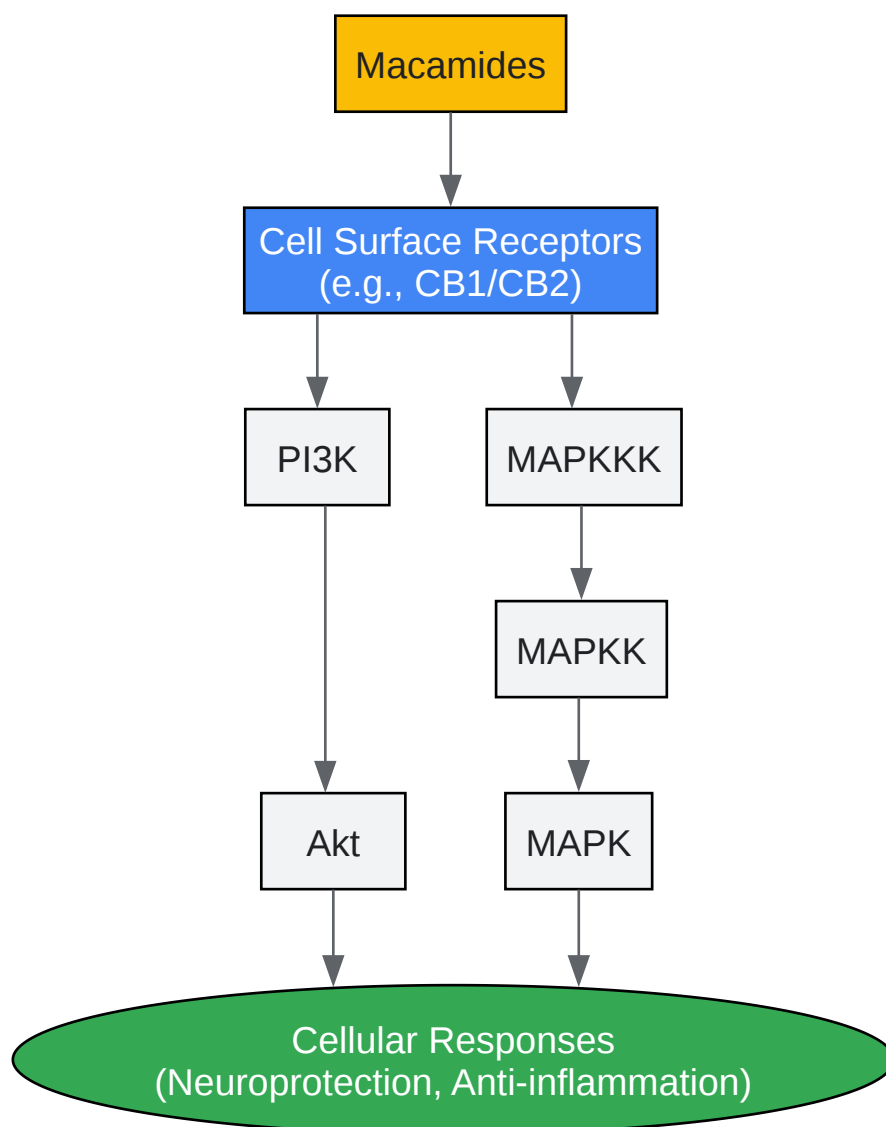 Macamides
Cell Surface Receptors
(e.g., CB1/CB2)
PI3K
MAPKKK
MAPKK
Akt
MAPK
Cellular Responses
(Neuroprotection, Anti-inflammation)